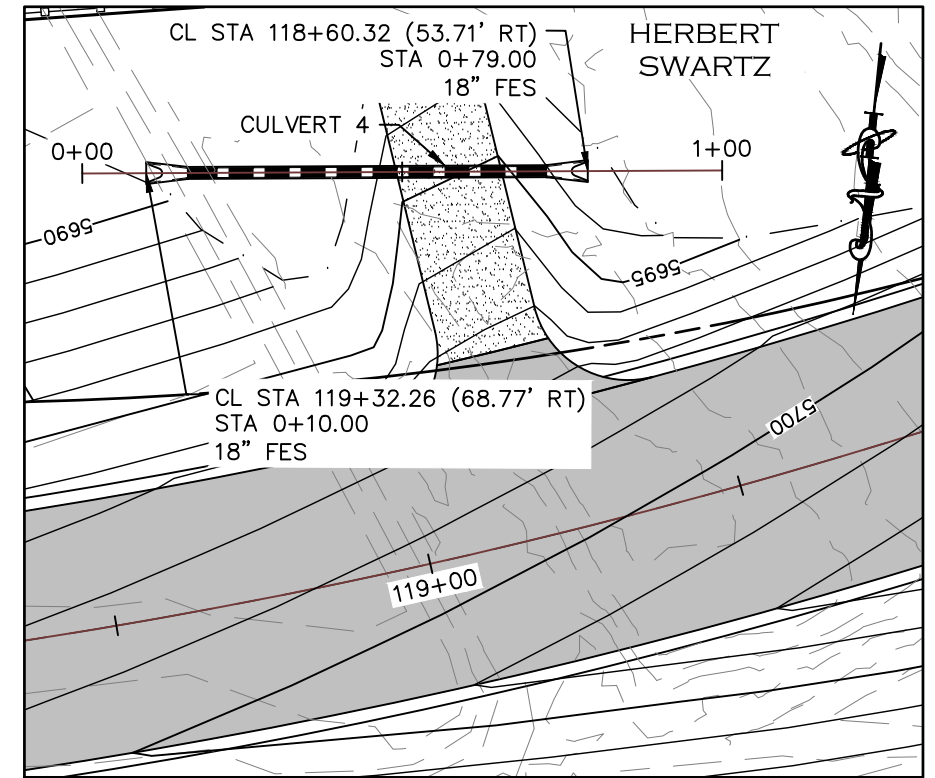 CL STA 118+60.32 (53.71' RT)
STA 0+79.00
18" FES
HERBERT
SWARTZ
CULVERT 4
0+00
1+00
5690
5695
CL STA 119+32.26 (68.77' RT)
STA 0+10.00
18" FES
5700
119+00